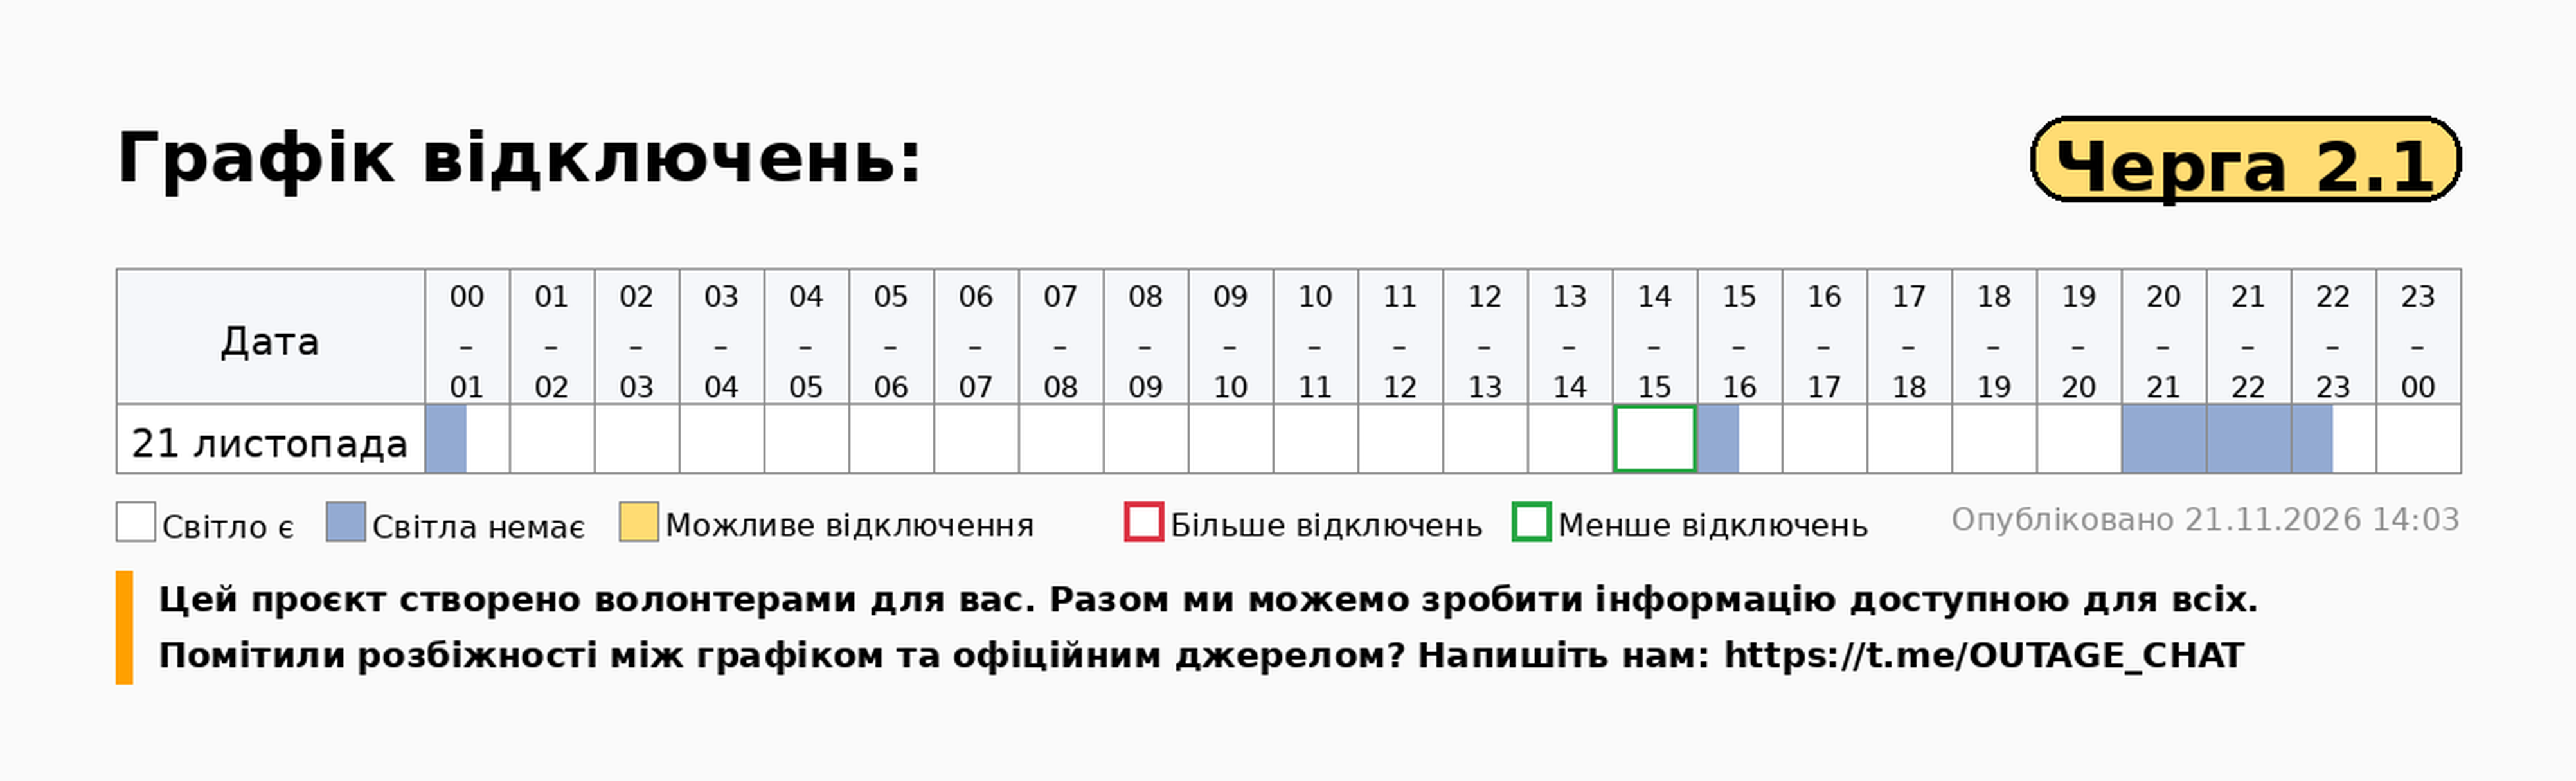 Графік відключень:
Черга 2.1
Дата 00 – 01 01 – 02 02 – 03 03 – 04 04 – 05 05 – 06 06 – 07 07 – 08 08 – 09 09 – 10 10 – 11 11 – 12 12 – 13 13 – 14 14 – 15 15 – 16 16 – 17 17 – 18 18 – 19 19 – 20 20 – 21 21 – 22 22 – 23 23 – 00
21 листопада
Світло є Світла немає Можливе відключення Більше відключень Менше відключень Опубліковано 21.11.2026 14:03
Цей проєкт створено волонтерами для вас. Разом ми можемо зробити інформацію доступною для всіх.
Помітили розбіжності між графіком та офіційним джерелом? Напишіть нам: https://t.me/OUTAGE_CHAT